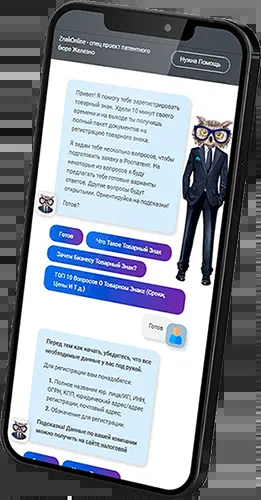 ZnakOnline - спец проект патентного
бюро Железно
Нужна Помощь
Привет! Я помогу тебе зарегистрировать
товарный знак. Удели 10 минут своего
времени и на выходе ты получишь
полный пакет документов на
регистрацию товарного знака.
Я задам тебе несколько вопросов, чтобы
подготовить заявку в Роспатент. На
некоторые из вопросов я буду
предлагать тебе готовые варианты
ответов. Другие вопросы будут
открытыми. Ориентируйся на подсказки!
Готов?
Готов
Что Такое Товарный Знак
Зачем Бизнесу Товарный Знак?
ТОП 10 Вопросов О Товарном Знаке (Сроки,
Цены И Т.д.)
Готов
Перед тем как начать, убедитесь, что все
необходимые данные у вас под рукой.
Для регистрации вам понадобятся:
1. Полное название юр. лица/ИП, ИНН,
ОГРН, КПП, юридический адрес/адрес
регистрации, почтовый адрес;
2. Обозначение для регистрации.
Подсказка! Данные по вашей компании
можно получить на сайте налоговой